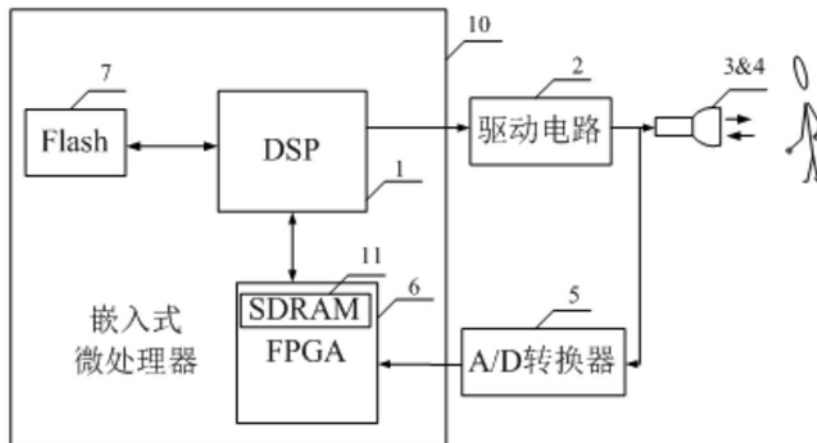 10
7
2
3&4
Flash
DSP
驱动电路
1
11
6
5
SDRAM
FPGA
A/D转换器
嵌入式
微处理器